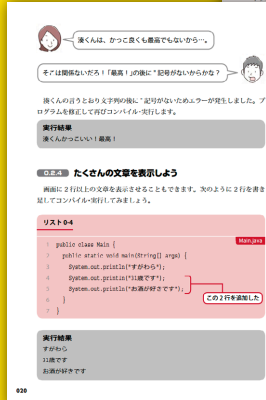 湊くんは、かっこ良くも最高でもないから…。
そこは関係ないだろ！「最高！」の後に " 記号がないからかな？
湊くんの言うとおり文字列の後に " 記号がないためエラーが発生しました。プ
ログラムを修正して再びコンパイル・実行します。
実行結果
湊くんかっこいい！最高！
0.2.4 たくさんの文章を表示しよう
画面に2行以上の文章を表示させることもできます。次のように2行を書き
足してコンパイル・実行してみましょう。
リスト 0-4
Main.java
1 public class Main {
2 public static void main(String[] args) {
3 System.out.println("すがわら");
4 System.out.println("31歳です");
5 System.out.println("お酒が好きです");
6 }
7 }
この2行を追加した
実行結果
すがわら
31歳です
お酒が好きです
020